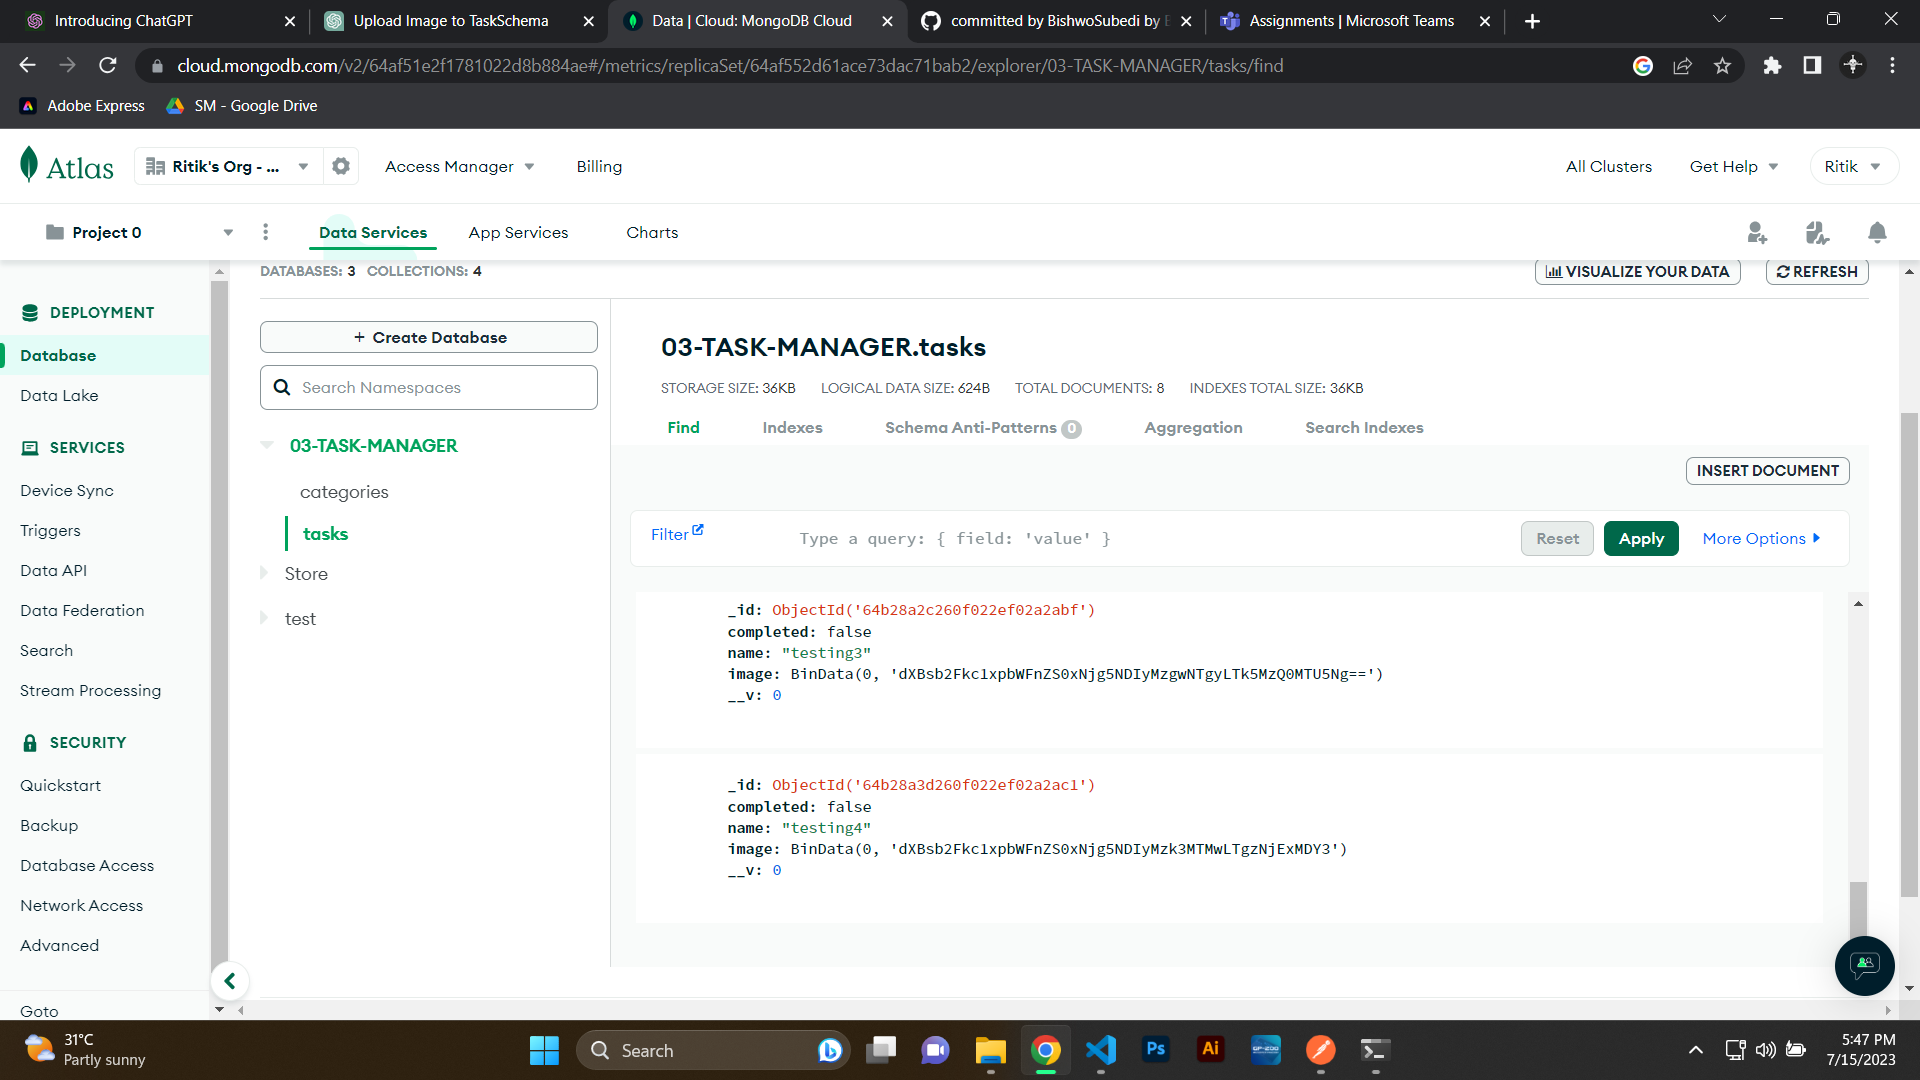 Introducing ChatGPT
Upload Image to TaskSchema
Data | Cloud: MongoDB Cloud
committed by BishwoSubedi by
Assignments | Microsoft Teams
cloud.mongodb.com/v2/64af51e2f1781022d8b884ae#/metrics/replicaSet/64af552d61ace73dac71bab2/explorer/03-TASK-MANAGER/tasks/find
Adobe Express
SM - Google Drive
Atlas
Ritik's Org - ...
Access Manager
Billing
All Clusters
Get Help
Ritik
Project 0
Data Services
App Services
Charts
DATABASES: 3 COLLECTIONS: 4
VISUALIZE YOUR DATA
REFRESH
DEPLOYMENT
Database
Data Lake
SERVICES
Device Sync
Triggers
Data API
Data Federation
Search
Stream Processing
SECURITY
Quickstart
Backup
Database Access
Network Access
Advanced
Goto
+ Create Database
Search Namespaces
03-TASK-MANAGER
categories
tasks
Store
test
03-TASK-MANAGER.tasks
STORAGE SIZE: 36KB LOGICAL DATA SIZE: 624B TOTAL DOCUMENTS: 8 INDEXES TOTAL SIZE: 36KB
Find
Indexes
Schema Anti-Patterns 0
Aggregation
Search Indexes
INSERT DOCUMENT
Filter
Type a query: { field: 'value' }
Reset
Apply
More Options
_id: ObjectId('64b28a2c260f022ef02a2abf')
completed: false
name: "testing3"
image: BinData(0, 'dXBsb2Fkc1xpbWFnZS0xNjg5NDIyMzgwNTgyLTk5MzQ0MTU5Ng==')
__v: 0
_id: ObjectId('64b28a3d260f022ef02a2ac1')
completed: false
name: "testing4"
image: BinData(0, 'dXBsb2Fkc1xpbWFnZS0xNjg5NDIyMzk3MTMwLTgzNjExMDY3')
__v: 0
31°C
Partly sunny
Search
Ps
Ai
5:47 PM
7/15/2023